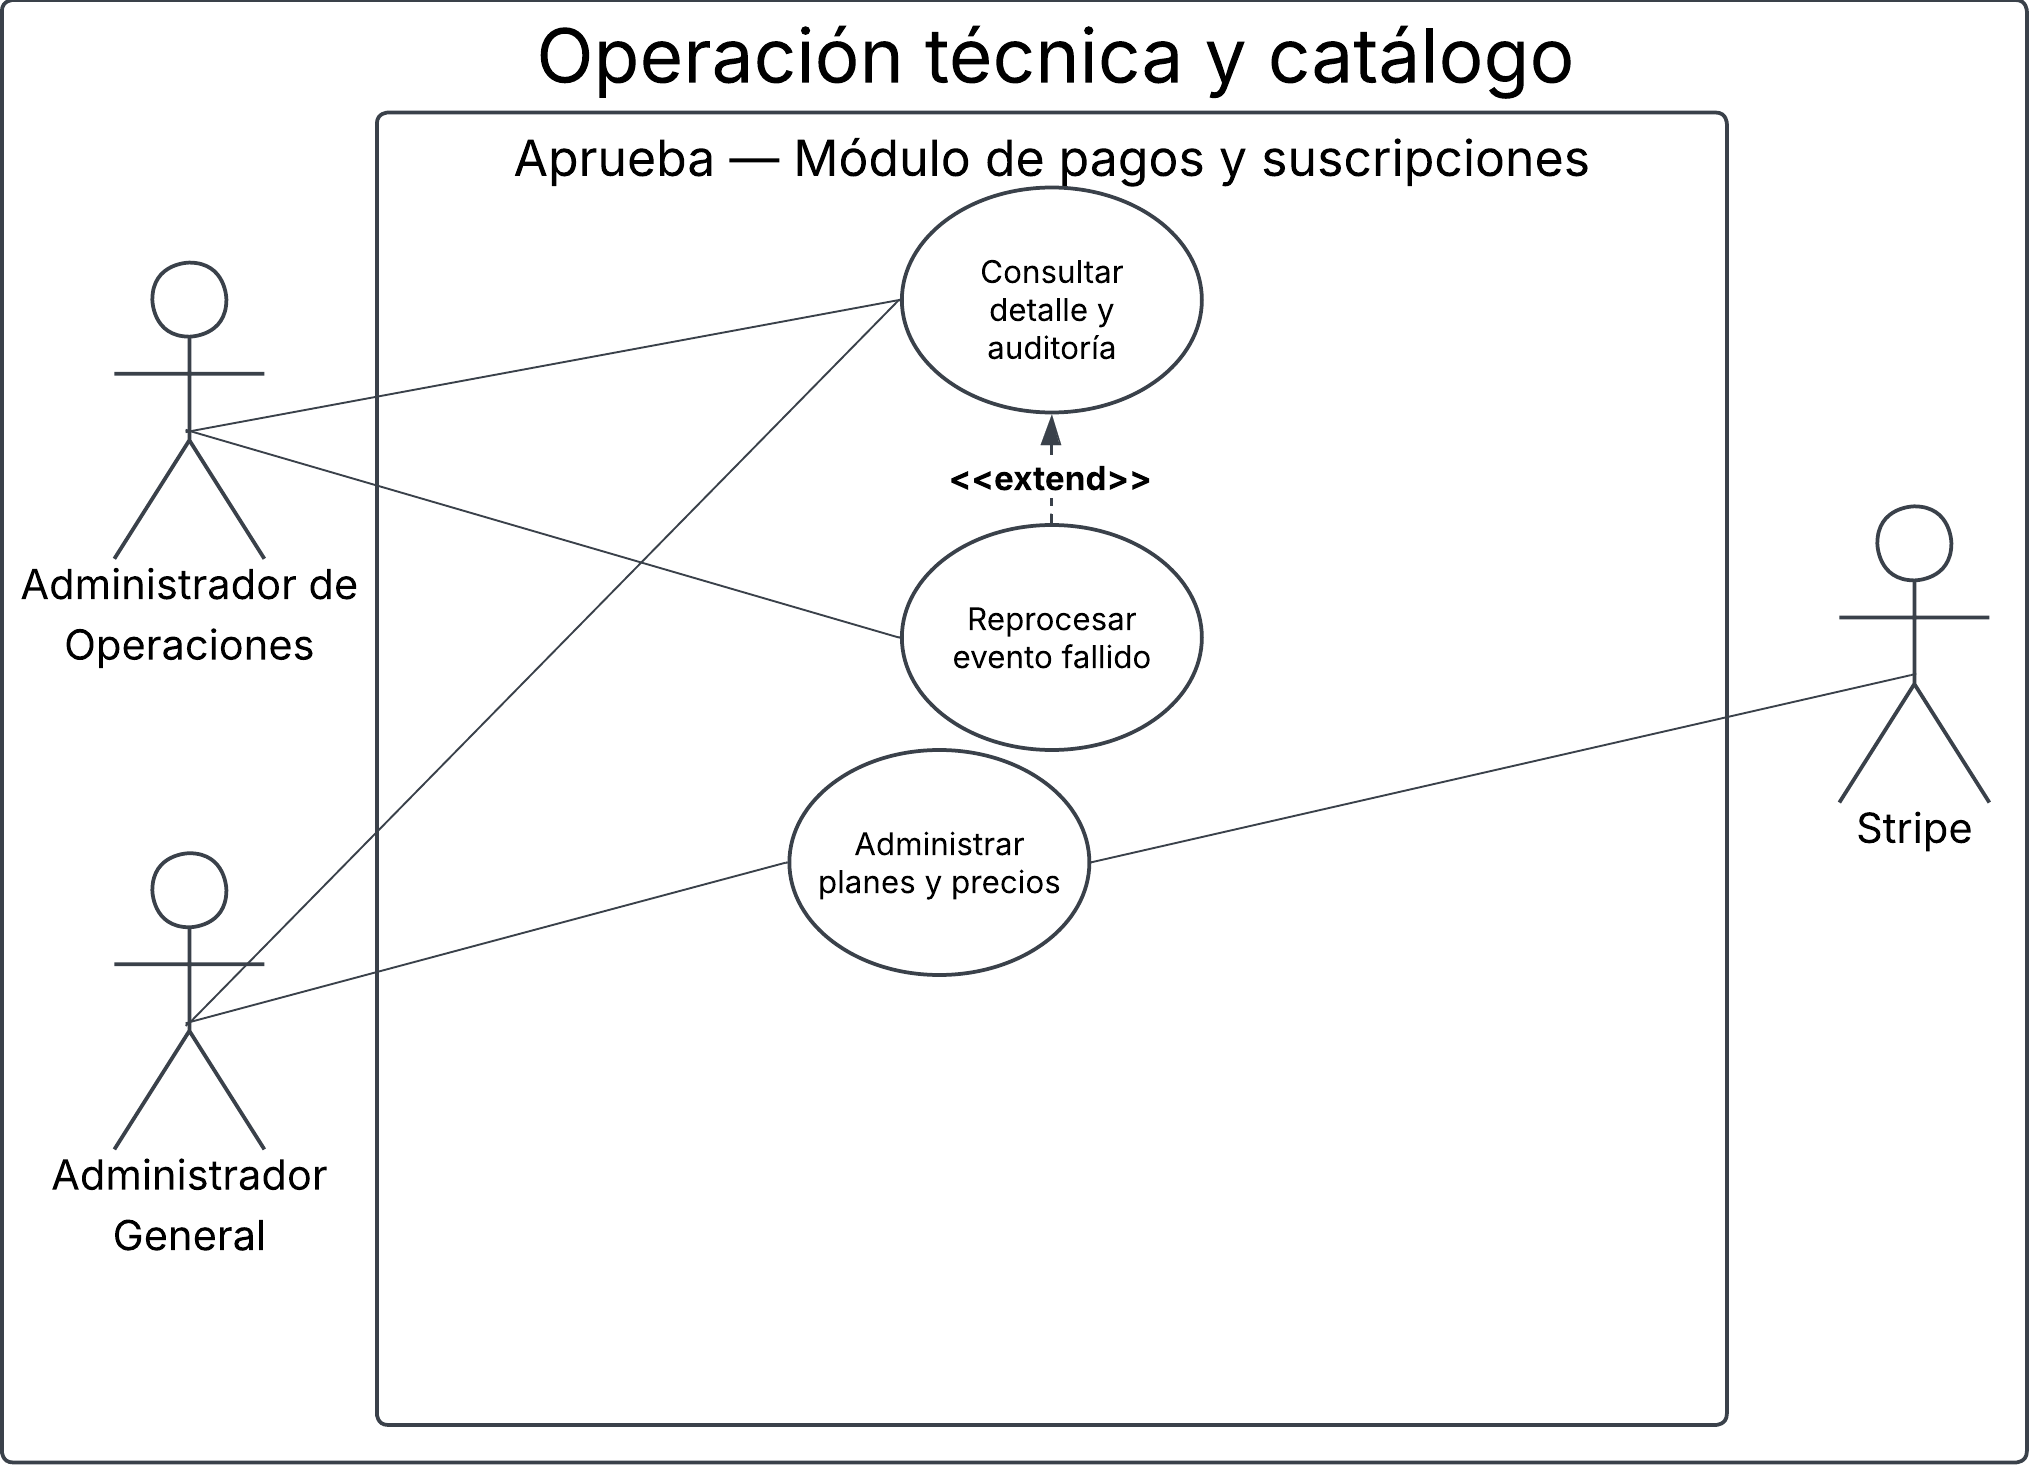 Operación técnica y catálogo
Aprueba — Módulo de pagos y suscripciones
Consultar
detalle y
auditoría
<<extend>>
Administrador de
Operaciones
Reprocesar
evento fallido
Stripe
Administrar
planes y precios
Administrador
General